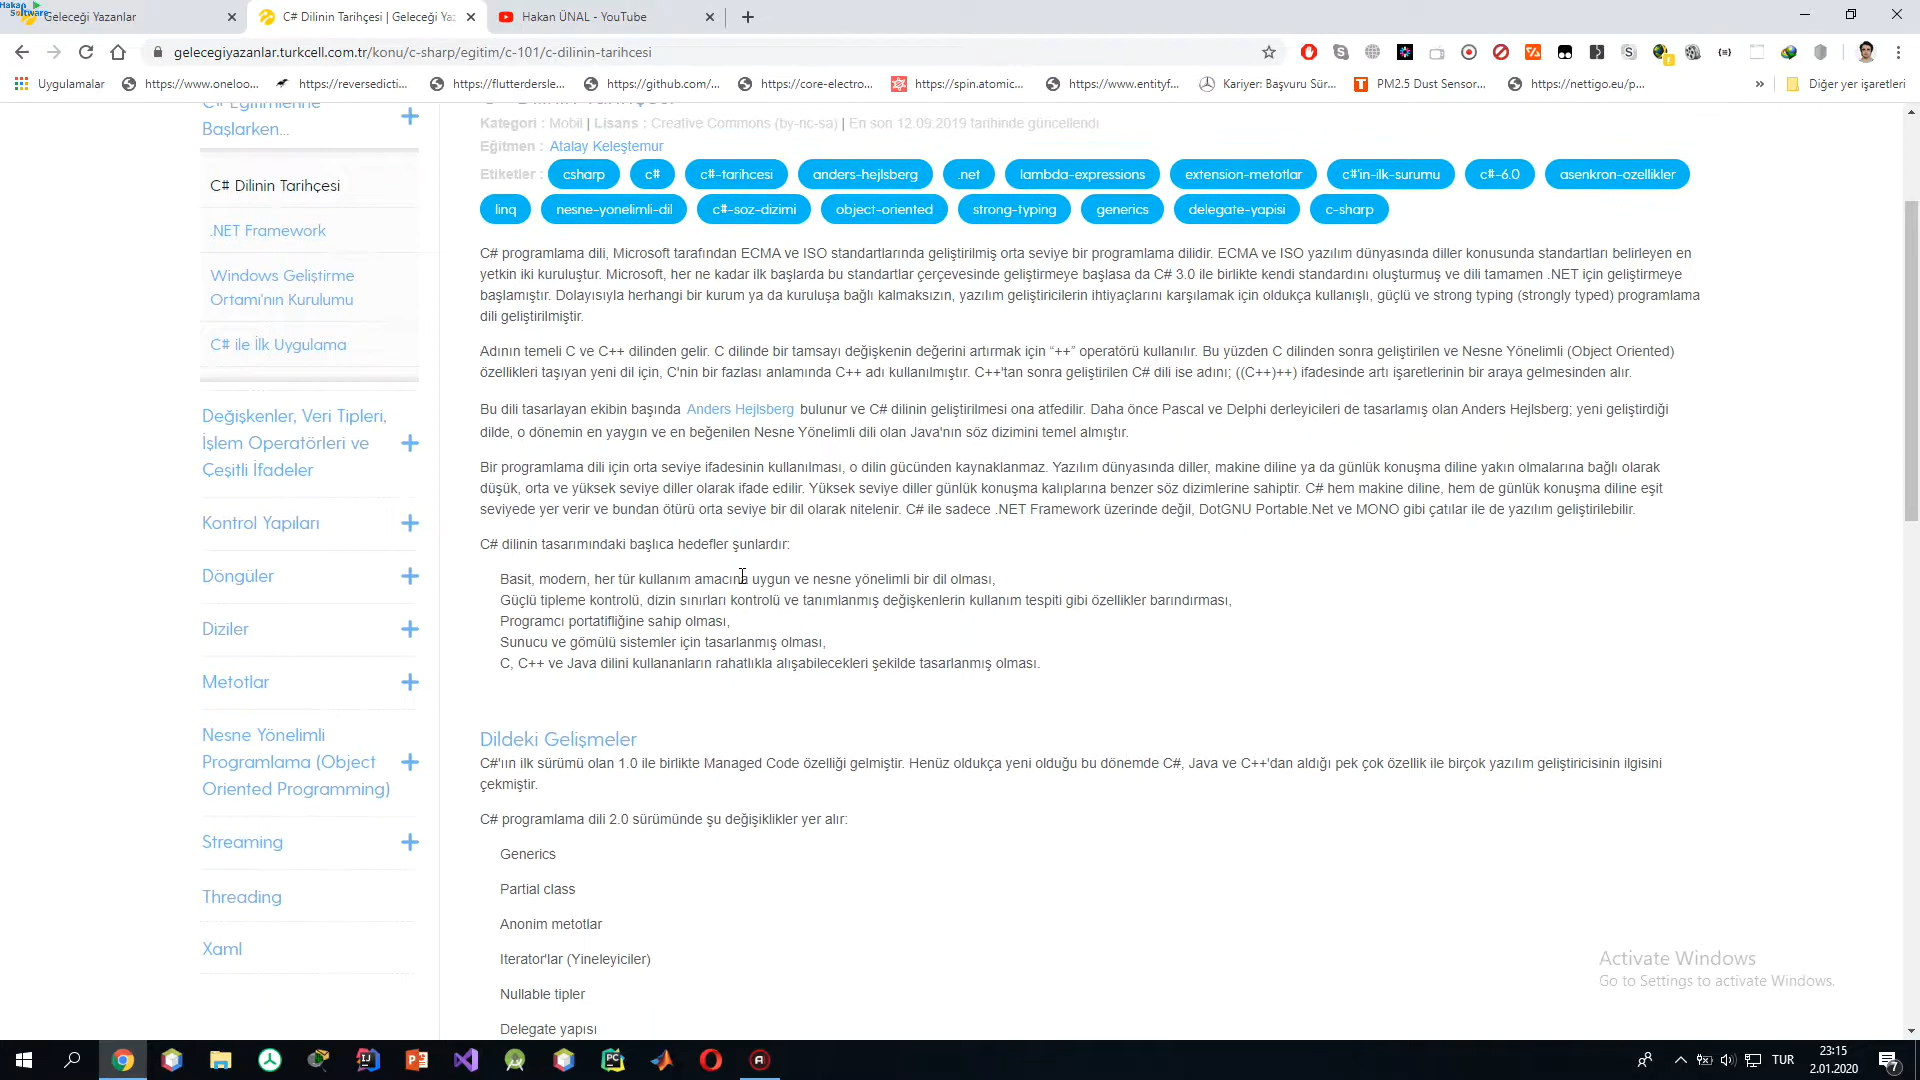 Hakan
Software
Geleceği Yazanlar
C# Dilinin Tarihçesi | Geleceği Yaz
Hakan ÜNAL - YouTube
gelecegiyazanlar.turkcell.com.tr/konu/c-sharp/egitim/c-101/c-dilinin-tarihcesi
Uygulamalar
https://www.oneloo...
https://reversedicti...
https://flutterdersle...
https://github.com/...
https://core-electro...
https://spin.atomic...
https://www.entityf...
Kariyer: Başvuru Sür...
PM2.5 Dust Sensor...
https://nettigo.eu/p...
»
Diğer yer işaretleri
C# Eğitimlerine
Başlarken...
C# Dilinin Tarihçesi
.NET Framework
Windows Geliştirme
Ortamı'nın Kurulumu
C# ile İlk Uygulama
Değişkenler, Veri Tipleri,
İşlem Operatörleri ve
Çeşitli İfadeler
Kontrol Yapıları
Döngüler
Diziler
Metotlar
Nesne Yönelimli
Programlama (Object
Oriented Programming)
Streaming
Threading
Xaml
C# Dilinin Tarihçesi
Kategori : Mobil | Lisans : Creative Commons (by-nc-sa) | En son 12.09.2019 tarihinde güncellendi
Eğitmen : Atalay Keleştemur
Etiketler : csharp c# c#-tarihcesi anders-hejlsberg .net lambda-expressions extension-metotlar c#'in-ilk-surumu c#-6.0 asenkron-ozellikler
linq nesne-yonelimli-dil c#-soz-dizimi object-oriented strong-typing generics delegate-yapisi c-sharp
C# programlama dili, Microsoft tarafından ECMA ve ISO standartlarında geliştirilmiş orta seviye bir programlama dilidir. ECMA ve ISO yazılım dünyasında diller konusunda standartları belirleyen en
yetkin iki kuruluştur. Microsoft, her ne kadar ilk başlarda bu standartlar çerçevesinde geliştirmeye başlasa da C# 3.0 ile birlikte kendi standardını oluşturmuş ve dili tamamen .NET için geliştirmeye
başlamıştır. Dolayısıyla herhangi bir kurum ya da kuruluşa bağlı kalmaksızın, yazılım geliştiricilerin ihtiyaçlarını karşılamak için oldukça kullanışlı, güçlü ve strong typing (strongly typed) programlama
dili geliştirilmiştir.
Adının temeli C ve C++ dilinden gelir. C dilinde bir tamsayı değişkenin değerini artırmak için “++” operatörü kullanılır. Bu yüzden C dilinden sonra geliştirilen ve Nesne Yönelimli (Object Oriented)
özellikleri taşıyan yeni dil için, C'nin bir fazlası anlamında C++ adı kullanılmıştır. C++'tan sonra geliştirilen C# dili ise adını; ((C++)++) ifadesinde artı işaretlerinin bir araya gelmesinden alır.
Bu dili tasarlayan ekibin başında Anders Hejlsberg bulunur ve C# dilinin geliştirilmesi ona atfedilir. Daha önce Pascal ve Delphi derleyicileri de tasarlamış olan Anders Hejlsberg; yeni geliştirdiği
dilde, o dönemin en yaygın ve en beğenilen Nesne Yönelimli dili olan Java'nın söz dizimini temel almıştır.
Bir programlama dili için orta seviye ifadesinin kullanılması, o dilin gücünden kaynaklanmaz. Yazılım dünyasında diller, makine diline ya da günlük konuşma diline yakın olmalarına bağlı olarak
düşük, orta ve yüksek seviye diller olarak ifade edilir. Yüksek seviye diller günlük konuşma kalıplarına benzer söz dizimlerine sahiptir. C# hem makine diline, hem de günlük konuşma diline eşit
seviyede yer verir ve bundan ötürü orta seviye bir dil olarak nitelenir. C# ile sadece .NET Framework üzerinde değil, DotGNU Portable.Net ve MONO gibi çatılar ile de yazılım geliştirilebilir.
C# dilinin tasarımındaki başlıca hedefler şunlardır:
Basit, modern, her tür kullanım amacına uygun ve nesne yönelimli bir dil olması,
Güçlü tipleme kontrolü, dizin sınırları kontrolü ve tanımlanmış değişkenlerin kullanım tespiti gibi özellikler barındırması,
Programcı portatifliğine sahip olması,
Sunucu ve gömülü sistemler için tasarlanmış olması,
C, C++ ve Java dilini kullananların rahatlıkla alışabilecekleri şekilde tasarlanmış olması.
Dildeki Gelişmeler
C#'ıın ilk sürümü olan 1.0 ile birlikte Managed Code özelliği gelmiştir. Henüz oldukça yeni olduğu bu dönemde C#, Java ve C++'dan aldığı pek çok özellik ile birçok yazılım geliştiricisinin ilgisini
çekmiştir.
C# programlama dili 2.0 sürümünde şu değişiklikler yer alır:
Generics
Partial class
Anonim metotlar
Iterator'lar (Yineleyiciler)
Nullable tipler
Delegate yapısı
Activate Windows
Go to Settings to activate Windows.
TUR
23:15
2.01.2020
7